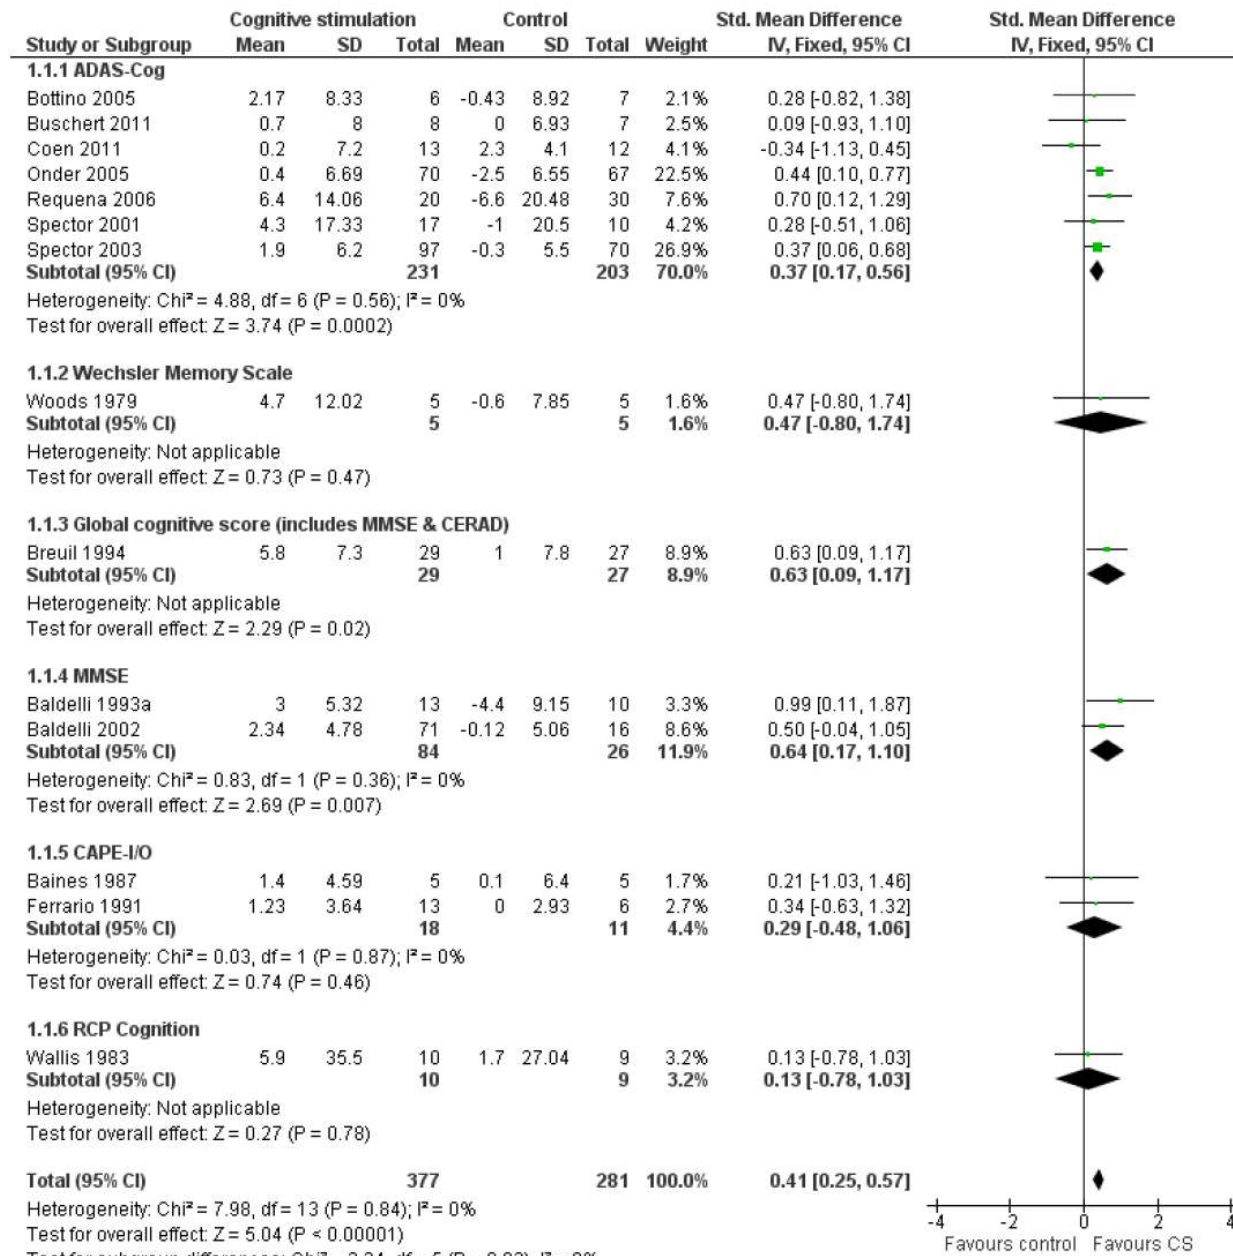 Cognitive stimulation Control Std. Mean Difference Std. Mean Difference
Study or Subgroup Mean SD Total Mean SD Total Weight IV, Fixed, 95% CI IV, Fixed, 95% CI
1.1.1 ADAS-Cog
Bottino 2005 2.17 8.33 6 -0.43 8.92 7 2.1% 0.28 [-0.82, 1.38]
Buschert 2011 0.7 8 8 0 6.93 7 2.5% 0.09 [-0.93, 1.10]
Coen 2011 0.2 7.2 13 2.3 4.1 12 4.1% -0.34 [-1.13, 0.45]
Onder 2005 0.4 6.69 70 -2.5 6.55 67 22.5% 0.44 [0.10, 0.77]
Requena 2006 6.4 14.06 20 -6.6 20.48 30 7.6% 0.70 [0.12, 1.29]
Spector 2001 4.3 17.33 17 -1 20.5 10 4.2% 0.28 [-0.51, 1.06]
Spector 2003 1.9 6.2 97 -0.3 5.5 70 26.9% 0.37 [0.06, 0.68]
Subtotal (95% CI) 231 203 70.0% 0.37 [0.17, 0.56]
Heterogeneity: Chi² = 4.88, df = 6 (P = 0.56); I² = 0%
Test for overall effect: Z = 3.74 (P = 0.0002)
1.1.2 Wechsler Memory Scale
Woods 1979 4.7 12.02 5 -0.6 7.85 5 1.6% 0.47 [-0.80, 1.74]
Subtotal (95% CI) 5 5 1.6% 0.47 [-0.80, 1.74]
Heterogeneity: Not applicable
Test for overall effect: Z = 0.73 (P = 0.47)
1.1.3 Global cognitive score (includes MMSE & CERAD)
Breuil 1994 5.8 7.3 29 1 7.8 27 8.9% 0.63 [0.09, 1.17]
Subtotal (95% CI) 29 27 8.9% 0.63 [0.09, 1.17]
Heterogeneity: Not applicable
Test for overall effect: Z = 2.29 (P = 0.02)
1.1.4 MMSE
Baldelli 1993a 3 5.32 13 -4.4 9.15 10 3.3% 0.99 [0.11, 1.87]
Baldelli 2002 2.34 4.78 71 -0.12 5.06 16 8.6% 0.50 [-0.04, 1.05]
Subtotal (95% CI) 84 26 11.9% 0.64 [0.17, 1.10]
Heterogeneity: Chi² = 0.83, df = 1 (P = 0.36); I² = 0%
Test for overall effect: Z = 2.69 (P = 0.007)
1.1.5 CAPE-I/O
Baines 1987 1.4 4.59 5 0.1 6.4 5 1.7% 0.21 [-1.03, 1.46]
Ferrario 1991 1.23 3.64 13 0 2.93 6 2.7% 0.34 [-0.63, 1.32]
Subtotal (95% CI) 18 11 4.4% 0.29 [-0.48, 1.06]
Heterogeneity: Chi² = 0.03, df = 1 (P = 0.87); I² = 0%
Test for overall effect: Z = 0.74 (P = 0.46)
1.1.6 RCP Cognition
Wallis 1983 5.9 35.5 10 1.7 27.04 9 3.2% 0.13 [-0.78, 1.03]
Subtotal (95% CI) 10 9 3.2% 0.13 [-0.78, 1.03]
Heterogeneity: Not applicable
Test for overall effect: Z = 0.27 (P = 0.78)
Total (95% CI) 377 281 100.0% 0.41 [0.25, 0.57]
Heterogeneity: Chi² = 7.98, df = 13 (P = 0.84); I² = 0%
Test for overall effect: Z = 5.04 (P < 0.00001)
-4 -2 0 2 4
Favours control Favours CS